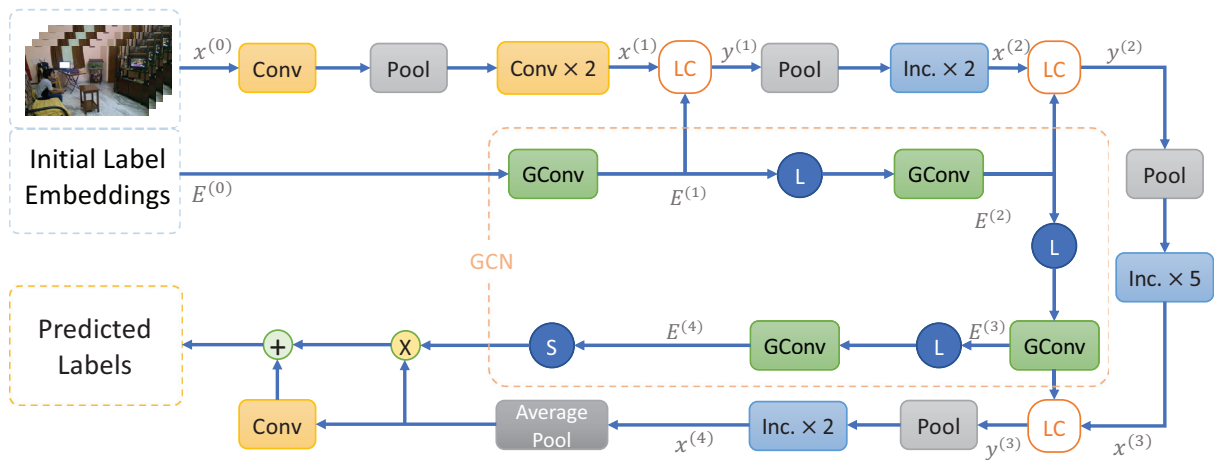 x^(0)
Conv
Pool
Conv × 2
x^(1)
LC
y^(1)
Pool
Inc. × 2
x^(2)
LC
y^(2)
Initial Label
Embeddings
E^(0)
GConv
E^(1)
L
GConv
E^(2)
Pool
L
GCN
Inc. × 5
Predicted
Labels
+
X
S
E^(4)
GConv
L
E^(3)
GConv
Conv
Average
Pool
x^(4)
Inc. × 2
Pool
y^(3)
LC
x^(3)